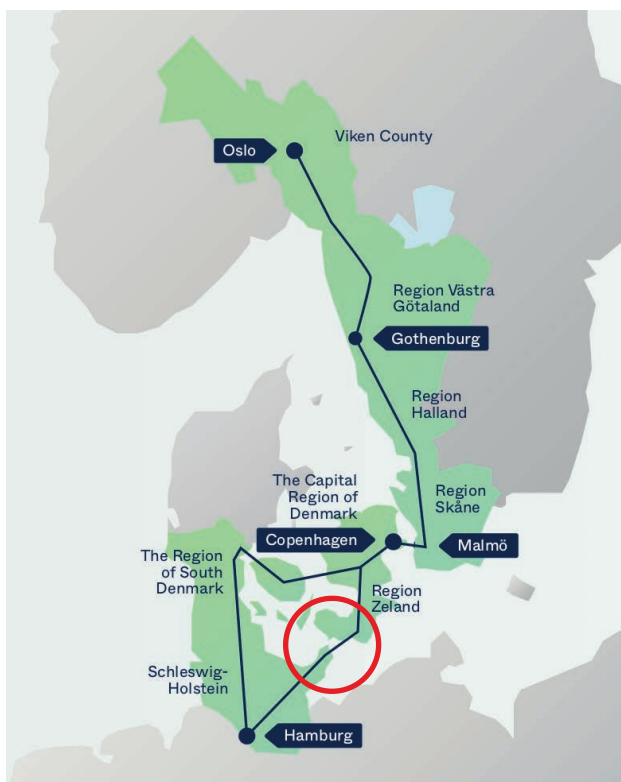 Viken County
Oslo
Region Västra
Götaland
Gothenburg
Region
Halland
The Capital
Region of
Denmark
Region
Skåne
Copenhagen
Malmö
The Region
of South
Denmark
Region
Zeland
Schleswig-
Holstein
Hamburg